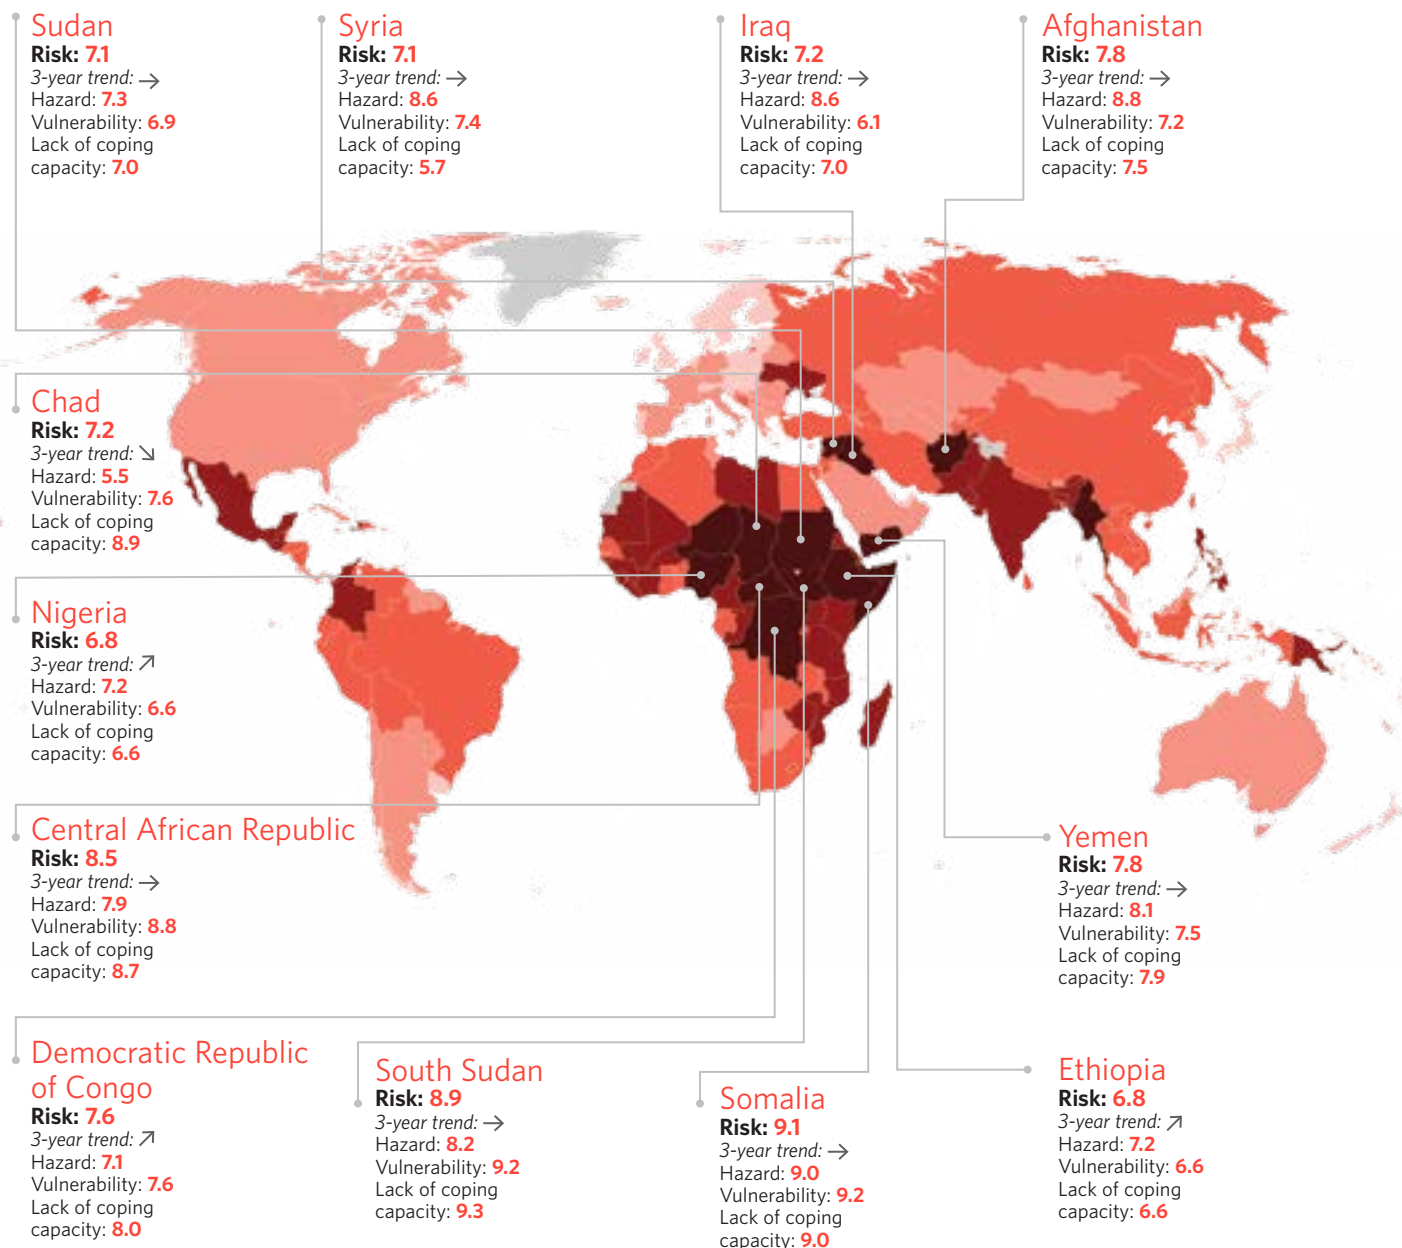 Sudan
Risk: 7.1
3-year trend: →
Hazard: 7.3
Vulnerability: 6.9
Lack of coping
capacity: 7.0
Syria
Risk: 7.1
3-year trend: →
Hazard: 8.6
Vulnerability: 7.4
Lack of coping
capacity: 5.7
Iraq
Risk: 7.2
3-year trend: →
Hazard: 8.6
Vulnerability: 6.1
Lack of coping
capacity: 7.0
Afghanistan
Risk: 7.8
3-year trend: →
Hazard: 8.8
Vulnerability: 7.2
Lack of coping
capacity: 7.5
Chad
Risk: 7.2
3-year trend: ↘
Hazard: 5.5
Vulnerability: 7.6
Lack of coping
capacity: 8.9
Nigeria
Risk: 6.8
3-year trend: ↗
Hazard: 7.2
Vulnerability: 6.6
Lack of coping
capacity: 6.6
Central African Republic
Risk: 8.5
3-year trend: →
Hazard: 7.9
Vulnerability: 8.8
Lack of coping
capacity: 8.7
Yemen
Risk: 7.8
3-year trend: →
Hazard: 8.1
Vulnerability: 7.5
Lack of coping
capacity: 7.9
Democratic Republic
of Congo
Risk: 7.6
3-year trend: ↗
Hazard: 7.1
Vulnerability: 7.6
Lack of coping
capacity: 8.0
South Sudan
Risk: 8.9
3-year trend: →
Hazard: 8.2
Vulnerability: 9.2
Lack of coping
capacity: 9.3
Somalia
Risk: 9.1
3-year trend: →
Hazard: 9.0
Vulnerability: 9.2
Lack of coping
capacity: 9.0
Ethiopia
Risk: 6.8
3-year trend: ↗
Hazard: 7.2
Vulnerability: 6.6
Lack of coping
capacity: 6.6